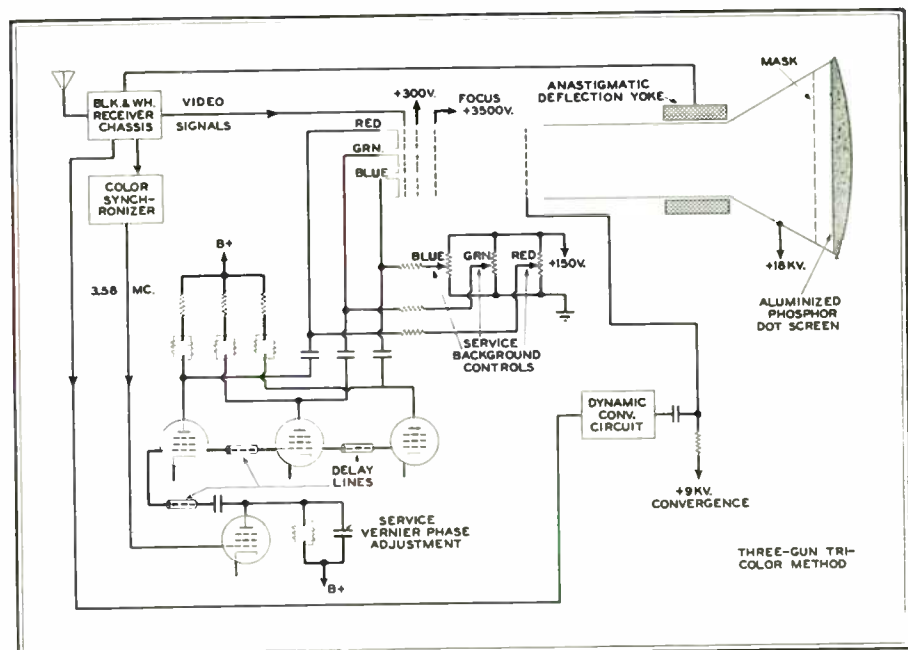 BLK. & WH.
RECEIVER
CHASSIS
VIDEO
SIGNALS
COLOR
SYNCH-
RONIZER
3.58 MC.
+300V.
FOCUS
+3500V.
RED
GRN.
BLUE
ANASTIGMATIC
DEFLECTION YOKE
MASK
+18KV.
ALUMINIZED
PHOSPHOR
DOT SCREEN
B+
BLUE
GRN.
RED
+150V.
SERVICE
BACKGROUND
CONTROLS
DELAY
LINES
SERVICE
VERNIER PHASE
ADJUSTMENT
B+
DYNAMIC
CONV.
CIRCUIT
+9KV.
CONVERGENCE
THREE-GUN TRI-
COLOR METHOD